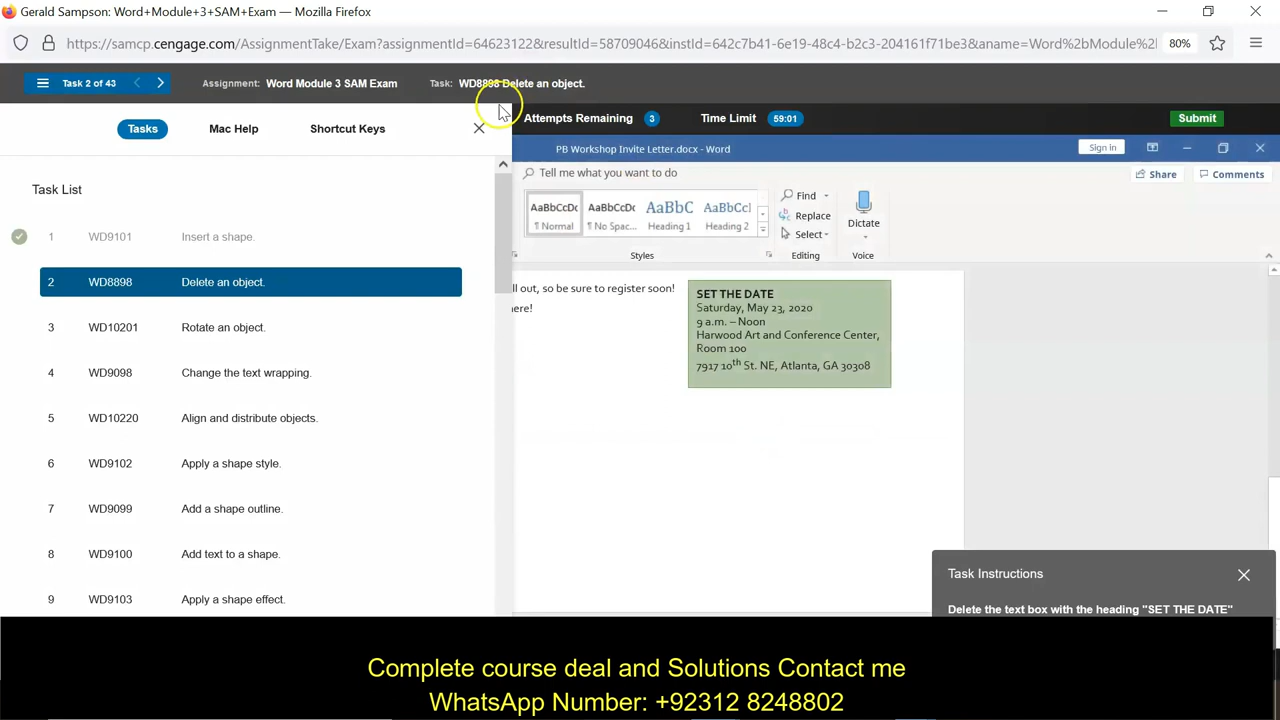 Gerald Sampson: Word+Module+3+SAM+Exam — Mozilla Firefox
https://samcp.cengage.com/AssignmentTake/Exam?assignmentId=64623122&resultId=58709046&instId=642c7b41-6e19-48c4-b2c3-204161f71be3&aname=Word%2bModule%2
80%
Task 2 of 43
Assignment: Word Module 3 SAM Exam
Task: WD8898 Delete an object.
Tasks
Mac Help
Shortcut Keys
Attempts Remaining 3
Time Limit 59:01
Submit
PB Workshop Invite Letter.docx - Word
Sign in
Tell me what you want to do
Share
Comments
Task List
1 WD9101 Insert a shape.
2 WD8898 Delete an object.
3 WD10201 Rotate an object.
4 WD9098 Change the text wrapping.
5 WD10220 Align and distribute objects.
6 WD9102 Apply a shape style.
7 WD9099 Add a shape outline.
8 WD9100 Add text to a shape.
9 WD9103 Apply a shape effect.
AaBbCcDc AaBbCcDc AaBbC AaBbCcl
¶ Normal ¶ No Spac... Heading 1 Heading 2
Styles
Find
Replace
Select
Editing
Dictate
Voice
ll out, so be sure to register soon!
here!
SET THE DATE
Saturday, May 23, 2020
9 a.m. – Noon
Harwood Art and Conference Center,
Room 100
7917 10th St. NE, Atlanta, GA 30308
Task Instructions
Delete the text box with the heading "SET THE DATE"
Complete course deal and Solutions Contact me
WhatsApp Number: +92312 8248802